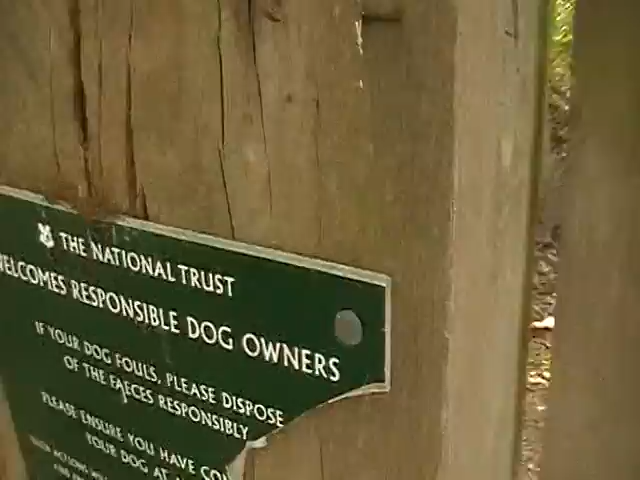 THE NATIONAL TRUST
WELCOMES RESPONSIBLE DOG OWNERS
IF YOUR DOG FOULS, PLEASE DISPOSE
OF THE FAECES RESPONSIBLY
PLEASE ENSURE YOU HAVE
YOUR DOG AT